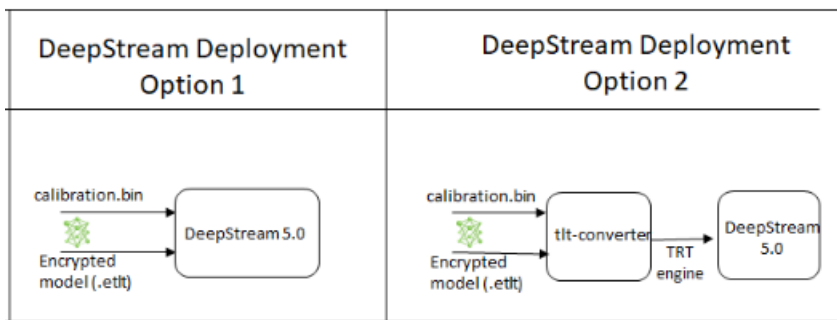 DeepStream Deployment
Option 1
DeepStream Deployment
Option 2
calibration.bin
DeepStream 5.0
Encrypted
model (.etlt)
calibration.bin
tlt-converter
TRT
engine
DeepStream
5.0
Encrypted
model (.etlt)